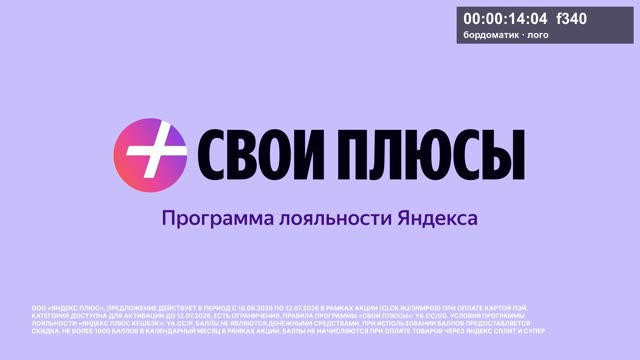 00:00:14:04 f340
бордоматик · лого
СВОИ ПЛЮСЫ
Программа лояльности Яндекса
ООО «ЯНДЕКС ПЛЮС». ПРЕДЛОЖЕНИЕ ДЕЙСТВУЕТ В ПЕРИОД С 16.06.2026 ПО 12.07.2026 В РАМКАХ АКЦИИ (CLCK.RU/3NMPG9) ПРИ ОПЛАТЕ КАРТОЙ ПЭЙ.
КАТЕГОРИЯ ДОСТУПНА ДЛЯ АКТИВАЦИИ ДО 12.07.2026. ЕСТЬ ОГРАНИЧЕНИЯ. ПРАВИЛА ПРОГРАММЫ «СВОИ ПЛЮСЫ»: YA.CC/GG. УСЛОВИЯ ПРОГРАММЫ
ЛОЯЛЬНОСТИ «ЯНДЕКС ПЛЮС КЕШБЭК»: YA.CC/P. БАЛЛЫ НЕ ЯВЛЯЮТСЯ ДЕНЕЖНЫМИ СРЕДСТВАМИ, ПРИ ИСПОЛЬЗОВАНИИ БАЛЛОВ ПРЕДОСТАВЛЯЕТСЯ
СКИДКА. НЕ БОЛЕЕ 1000 БАЛЛОВ В КАЛЕНДАРНЫЙ МЕСЯЦ В РАМКАХ АКЦИИ. БАЛЛЫ НЕ НАЧИСЛЯЮТСЯ ПРИ ОПЛАТЕ ТОВАРОВ ЧЕРЕЗ ЯНДЕКС СПЛИТ И СУПЕР